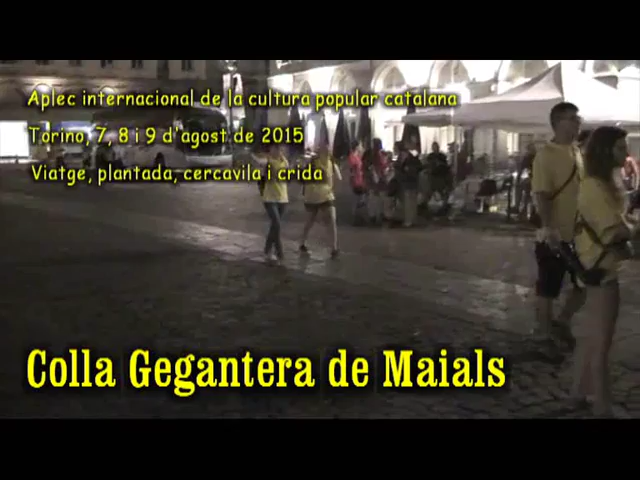 Aplec internacional de la cultura popular catalana
Torino, 7, 8 i 9 d'agost de 2015
Viatge, plantada, cercavila i crida
Colla Gegantera de Maials